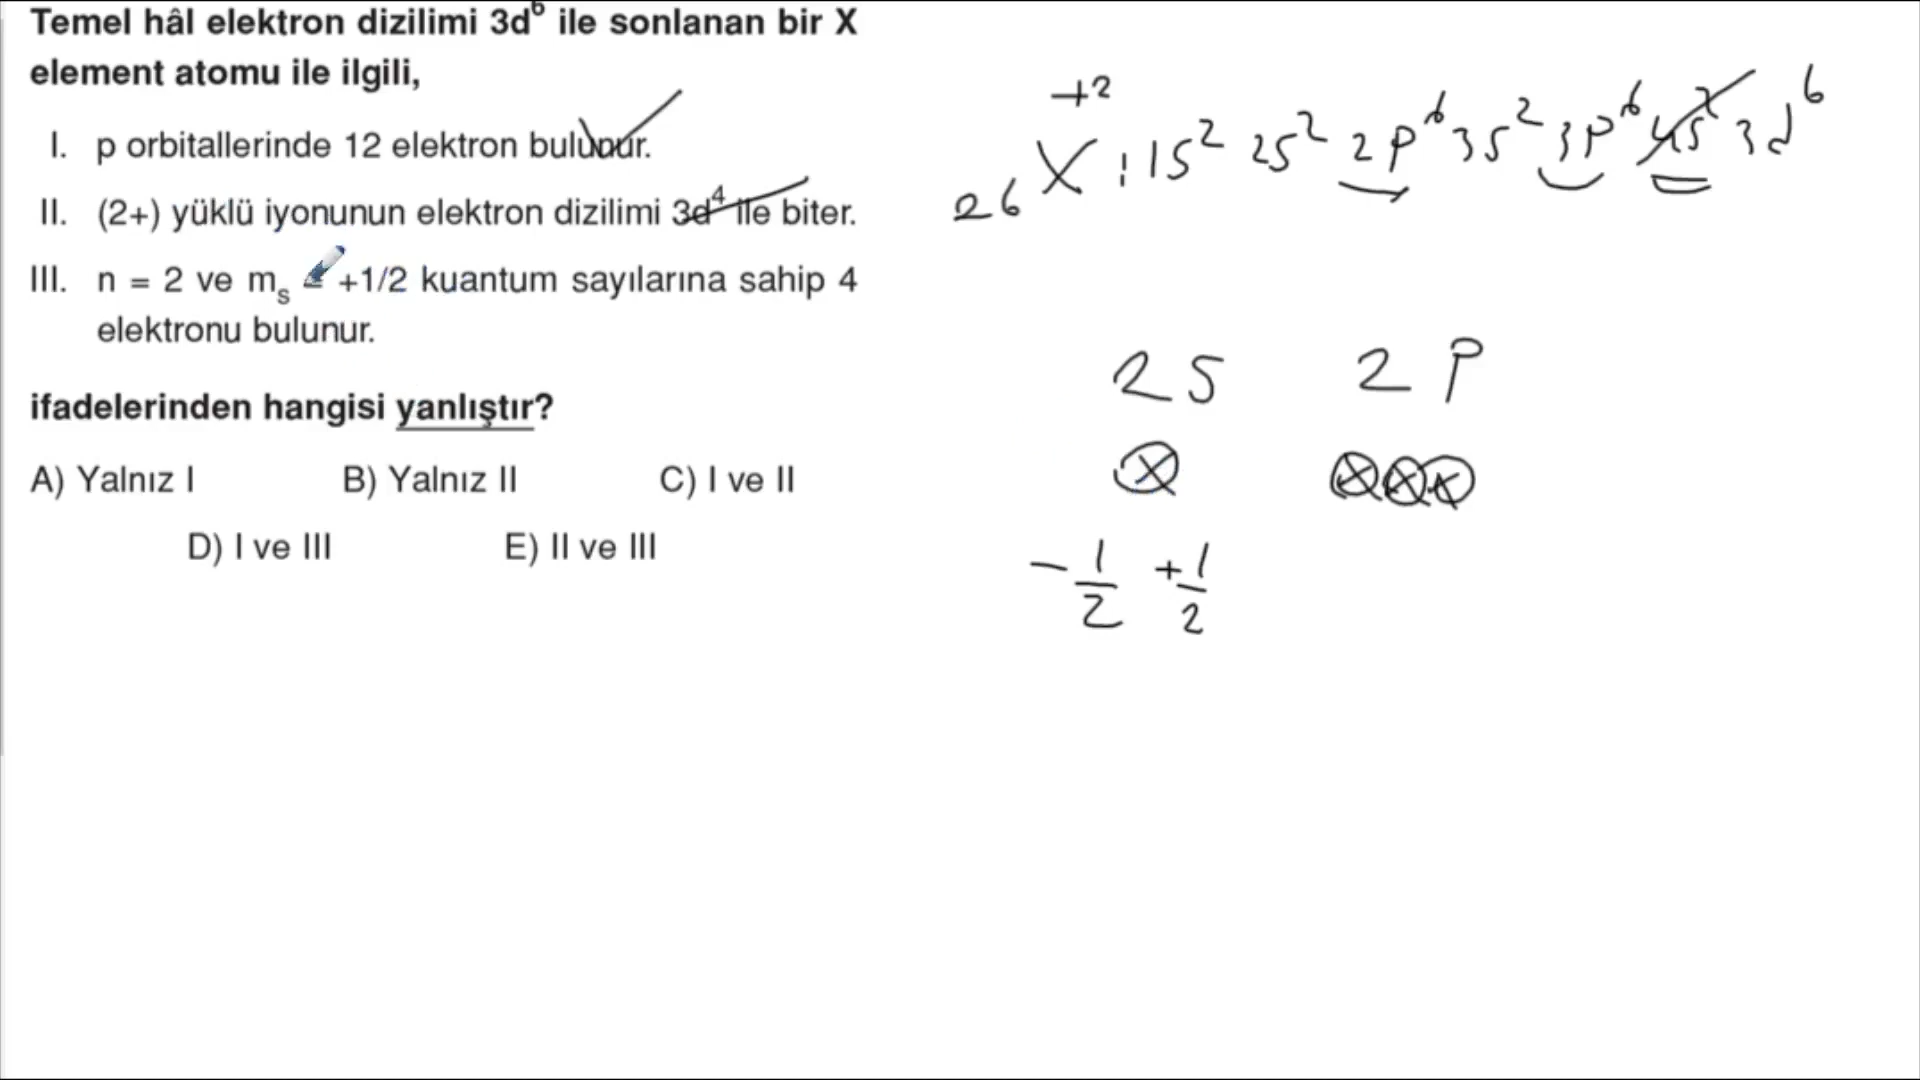 Temel hâl elektron dizilimi 3d⁶ ile sonlanan bir X
element atomu ile ilgili,
I. p orbitallerinde 12 elektron bulunur.
II. (2+) yüklü iyonunun elektron dizilimi 3d⁴ ile biter.
III. n = 2 ve mₛ = +1/2 kuantum sayılarına sahip 4
elektronu bulunur.
ifadelerinden hangisi yanlıştır?
A) Yalnız I B) Yalnız II C) I ve II
D) I ve III E) II ve III
+2
26 X : 1s² 2s² 2p⁶ 3s² 3p⁶ 4s² 3d⁶
2s 2p
-1/2 +1/2